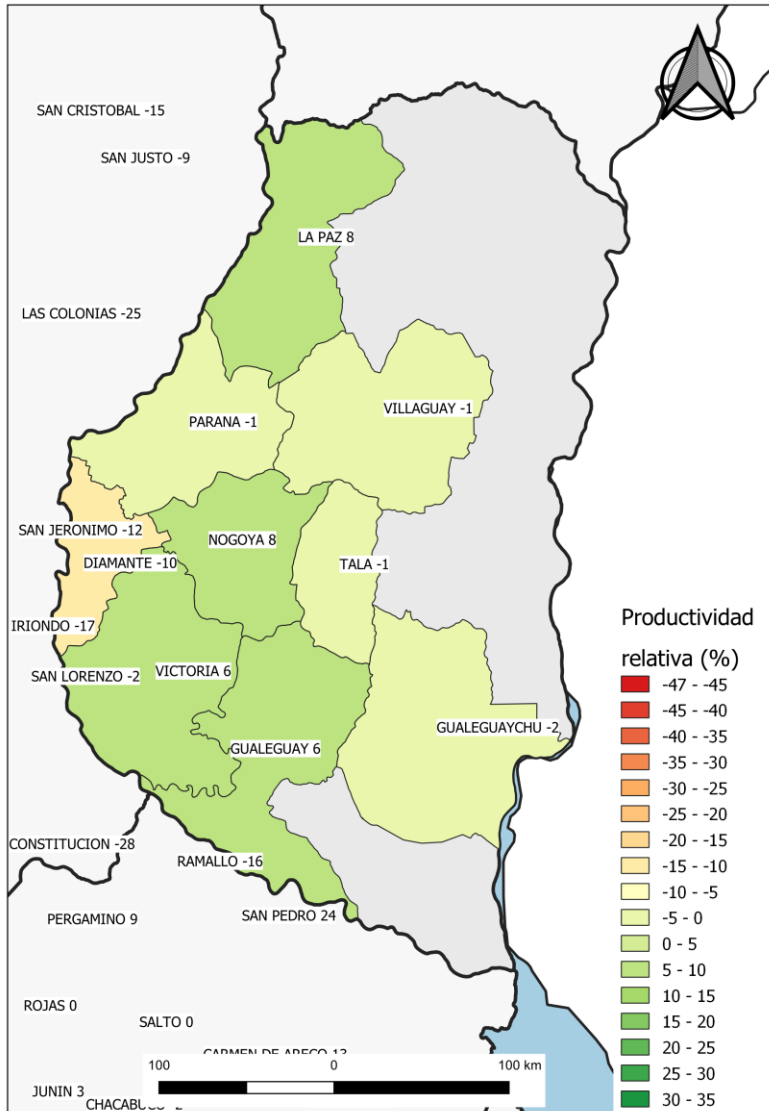 SAN CRISTOBAL -15
SAN JUSTO -9
LA PAZ 8
LAS COLONIAS -25
PARANA -1
VILLAGUAY -1
SAN JERONIMO -12
NOGOYA 8
DIAMANTE -10
TALA -1
IRIONDO -17
SAN LORENZO -2
VICTORIA 6
GUALEGUAYCHU -2
GUALEGUAY 6
CONSTITUCION -28
RAMALLO -16
PERGAMINO 9
SAN PEDRO 24
ROJAS 0
SALTO 0
JUNIN 3
100
0
100 km
Productividad
relativa (%)
-47 - -45
-45 - -40
-40 - -35
-35 - -30
-30 - -25
-25 - -20
-20 - -15
-15 - -10
-10 - -5
-5 - 0
0 - 5
5 - 10
10 - 15
15 - 20
20 - 25
25 - 30
30 - 35